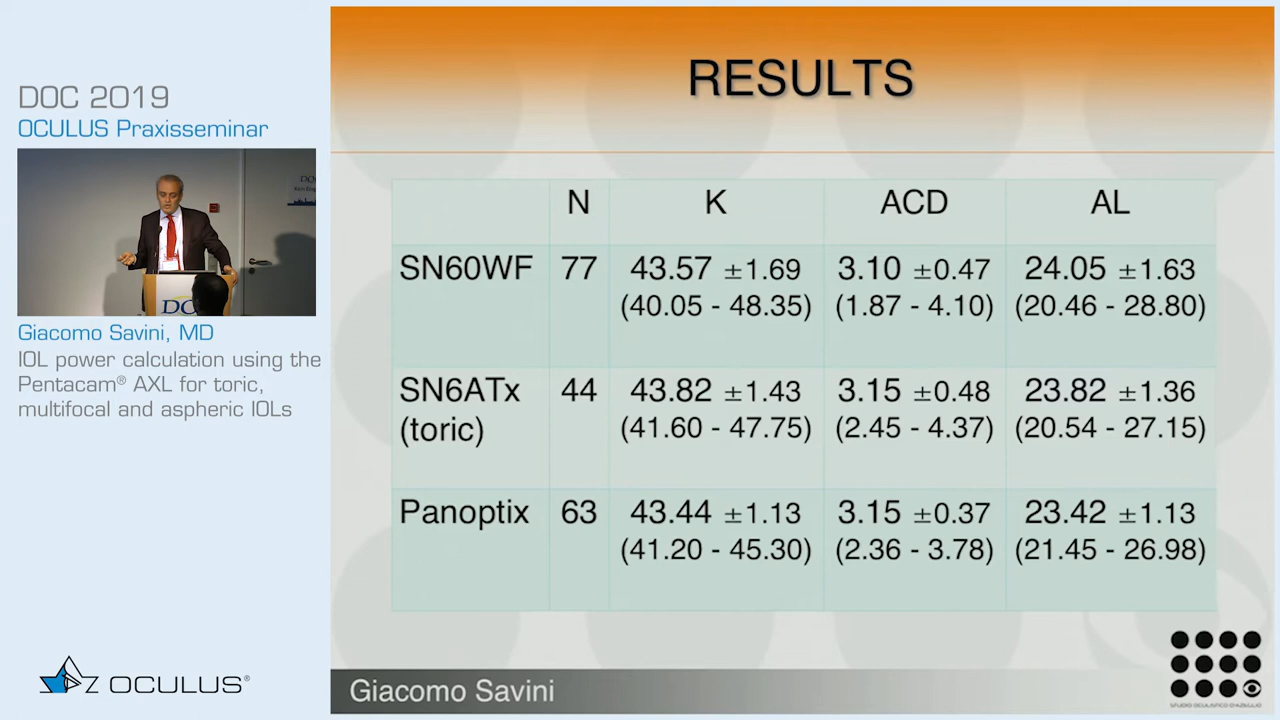 DOC 2019
OCULUS Praxisseminar
DOC
Giacomo Savini, MD
IOL power calculation using the
Pentacam® AXL for toric,
multifocal and aspheric IOLs
OCULUS®
RESULTS
N K ACD AL
SN60WF 77 43.57 ±1.69 3.10 ±0.47 24.05 ±1.63
(40.05 - 48.35) (1.87 - 4.10) (20.46 - 28.80)
SN6ATx 44 43.82 ±1.43 3.15 ±0.48 23.82 ±1.36
(toric) (41.60 - 47.75) (2.45 - 4.37) (20.54 - 27.15)
Panoptix 63 43.44 ±1.13 3.15 ±0.37 23.42 ±1.13
(41.20 - 45.30) (2.36 - 3.78) (21.45 - 26.98)
Giacomo Savini